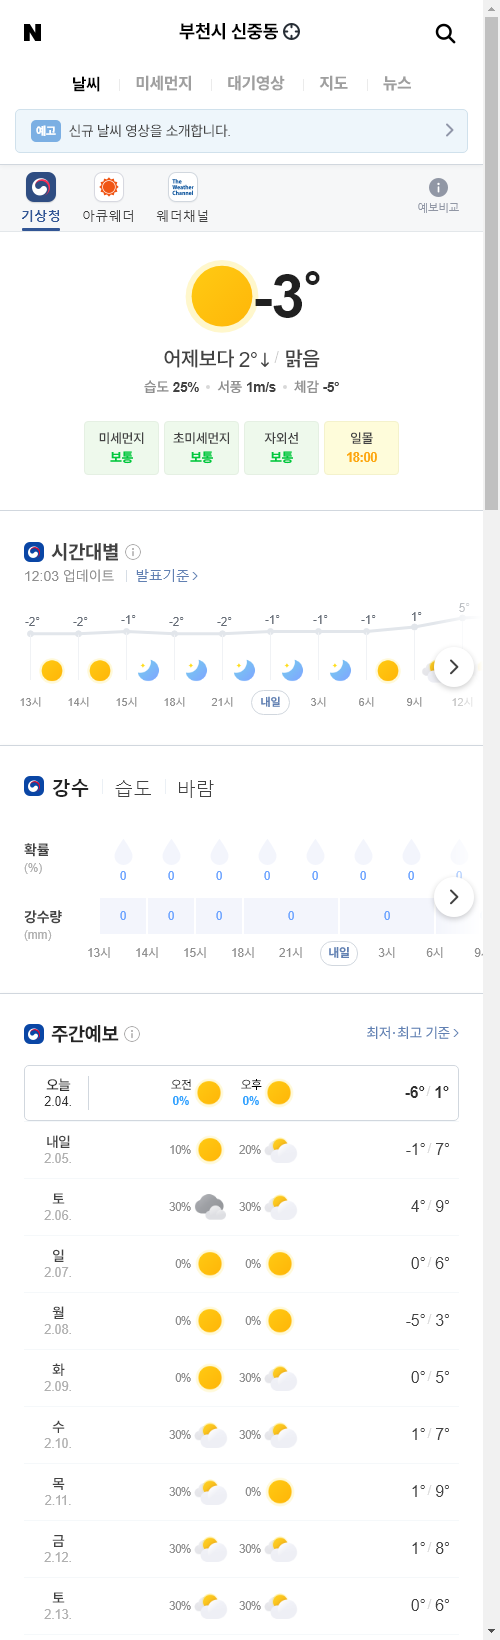 N 부천시 신중동
날씨 미세먼지 대기영상 지도 뉴스
예고 신규 날씨 영상을 소개합니다.
The Weather Channel
기상청 아큐웨더 웨더채널 예보비교
-3°
어제보다 2°↓ / 맑음
습도 25% • 서풍 1m/s • 체감 -5°
미세먼지 초미세먼지 자외선 일몰
보통 보통 보통 18:00
시간대별
12:03 업데이트 발표기준 >
-2° -2° -1° -2° -2° -1° -1° -1° 1° 5°
13시 14시 15시 18시 21시 내일 3시 6시 9시 12시
강수 습도 바람
확률
(%)
0 0 0 0 0 0 0 0
강수량
(mm)
0 0 0 0 0
13시 14시 15시 18시 21시 내일 3시 6시
주간예보 최저·최고 기준 >
오늘 오전 오후
2.04. 0% 0% -6° / 1°
내일
2.05. 10% 20% -1° / 7°
토
2.06. 30% 30% 4° / 9°
일
2.07. 0% 0% 0° / 6°
월
2.08. 0% 0% -5° / 3°
화
2.09. 0% 30% 0° / 5°
수
2.10. 30% 30% 1° / 7°
목
2.11. 30% 0% 1° / 9°
금
2.12. 30% 30% 1° / 8°
토
2.13. 30% 30% 0° / 6°